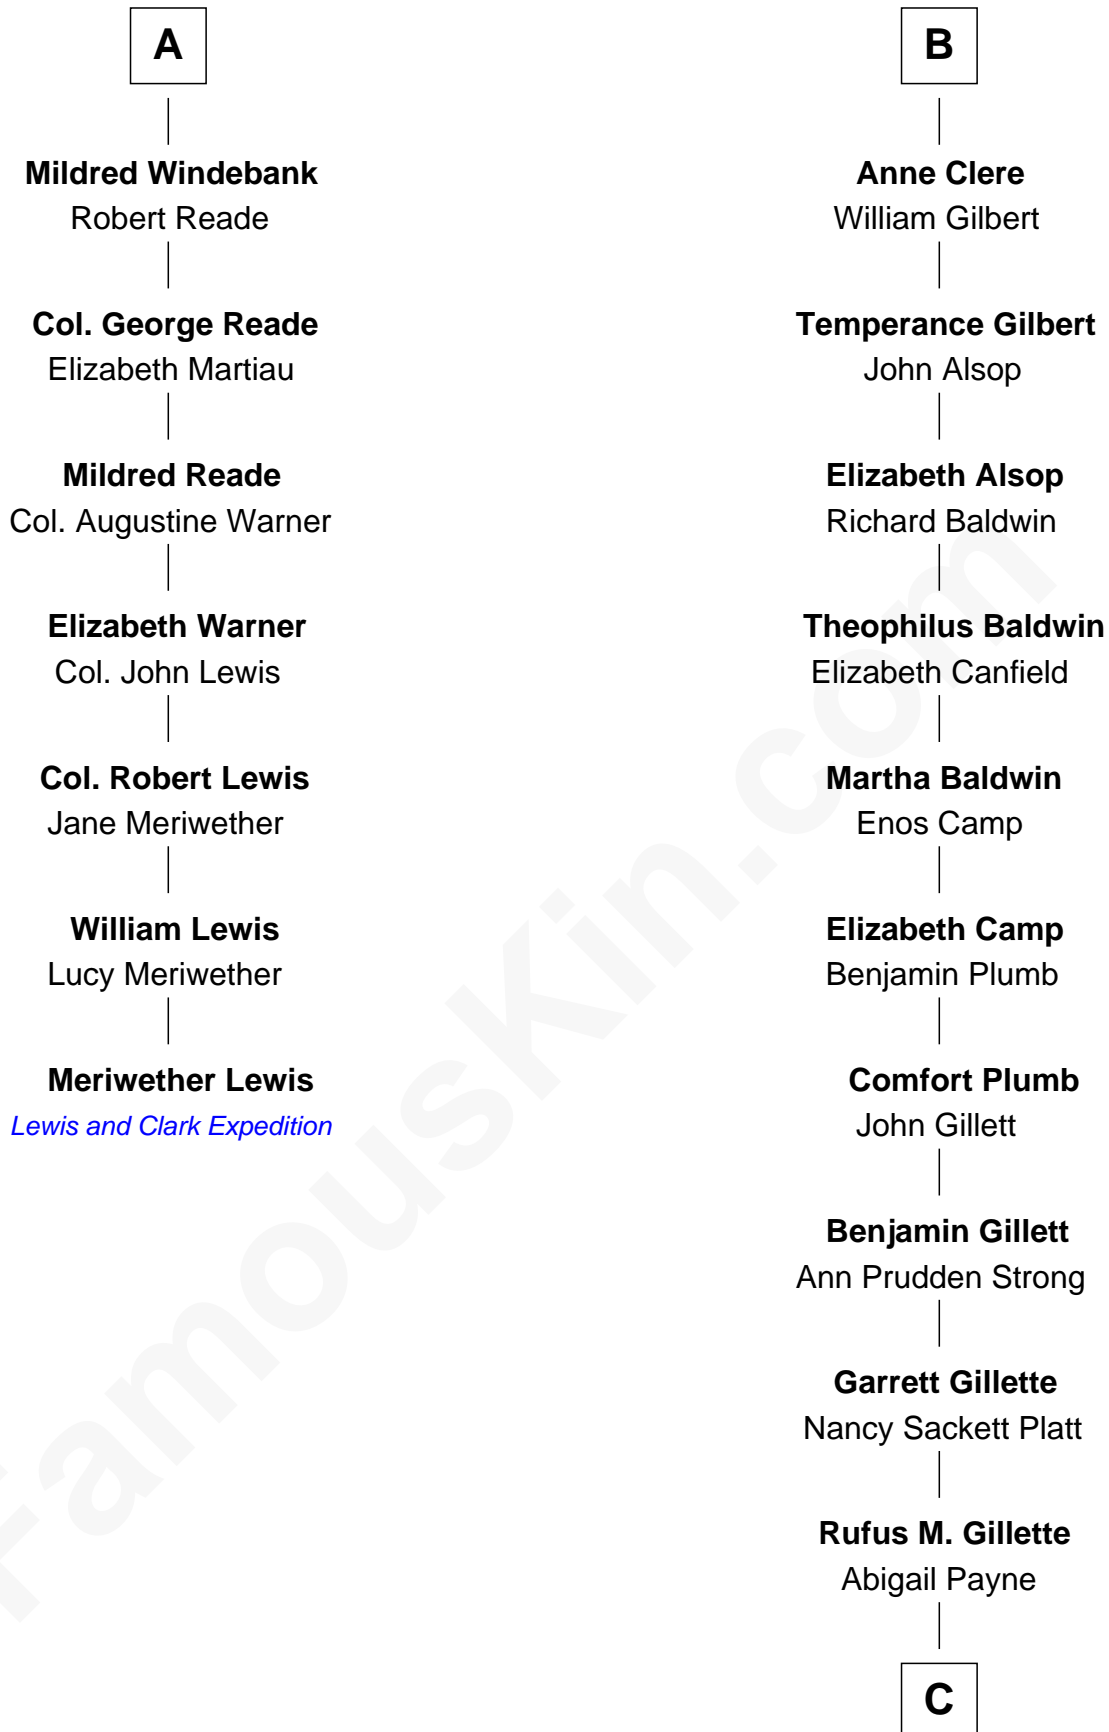 A
Mildred Windebank
Robert Reade
Col. George Reade
Elizabeth Martiau
Mildred Reade
Col. Augustine Warner
Elizabeth Warner
Col. John Lewis
Col. Robert Lewis
Jane Meriwether
William Lewis
Lucy Meriwether
Meriwether Lewis
Lewis and Clark Expedition
B
Anne Clere
William Gilbert
Temperance Gilbert
John Alsop
Elizabeth Alsop
Richard Baldwin
Theophilus Baldwin
Elizabeth Canfield
Martha Baldwin
Enos Camp
Elizabeth Camp
Benjamin Plumb
Comfort Plumb
John Gillett
Benjamin Gillett
Ann Prudden Strong
Garrett Gillette
Nancy Sackett Platt
Rufus M. Gillette
Abigail Payne
C
FamousKin.com